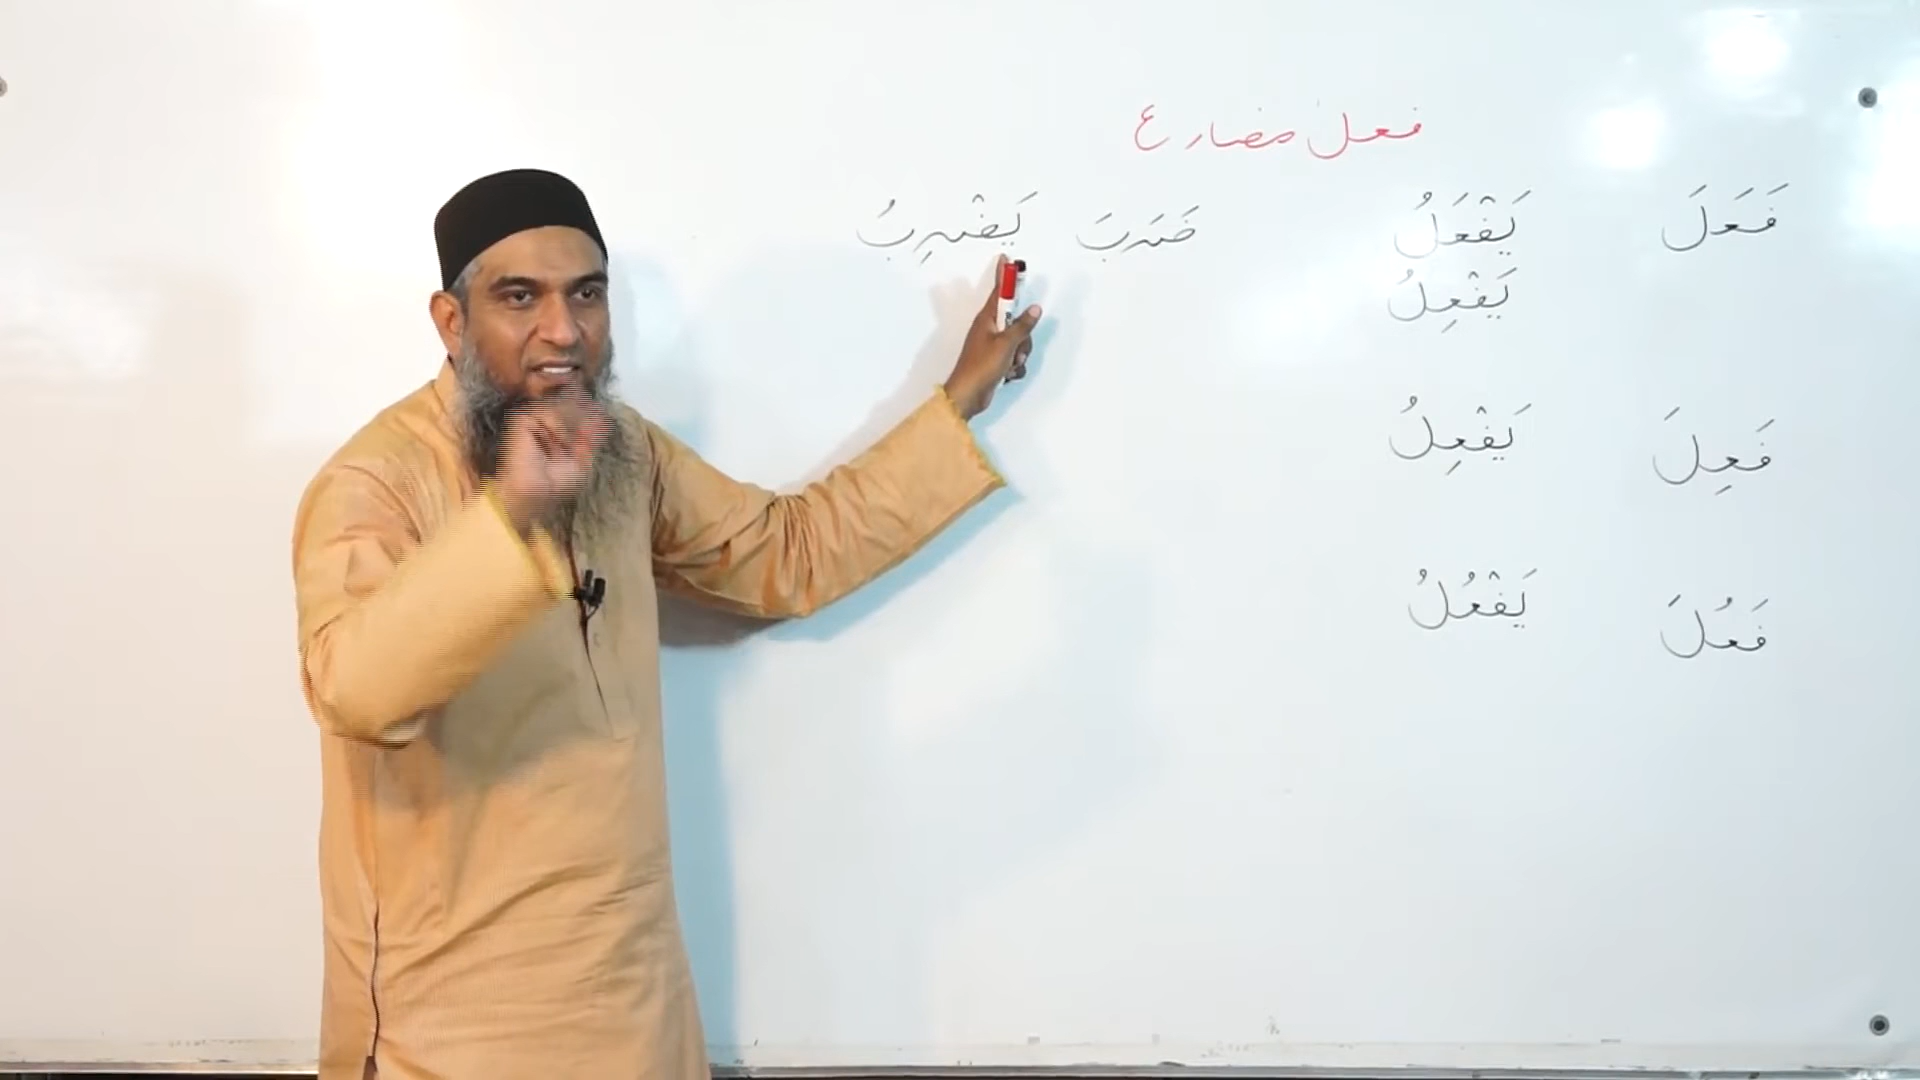 فعل مضارع
فَعَلَ يَفْعَلُ ضَرَبَ يَضْرِبُ
يَفْعِلُ
فَعِلَ يَفْعِلُ
فَعُلَ يَفْعُلُ